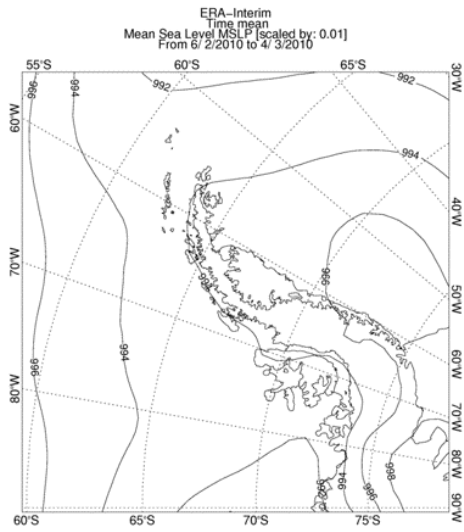 ERA-Interim
Time mean
Mean Sea Level MSLP [scaled by: 0.01]
From 6/ 2/2010 to 4/ 3/2010
55°S 60°S 65°S 30°W
996 994 992 992
60°W
994
40°W
70°W
996
50°W
994
996
60°W
80°W
70°W
80°W
994 996 998
90°W
60°S 65°S 70°S 75°S